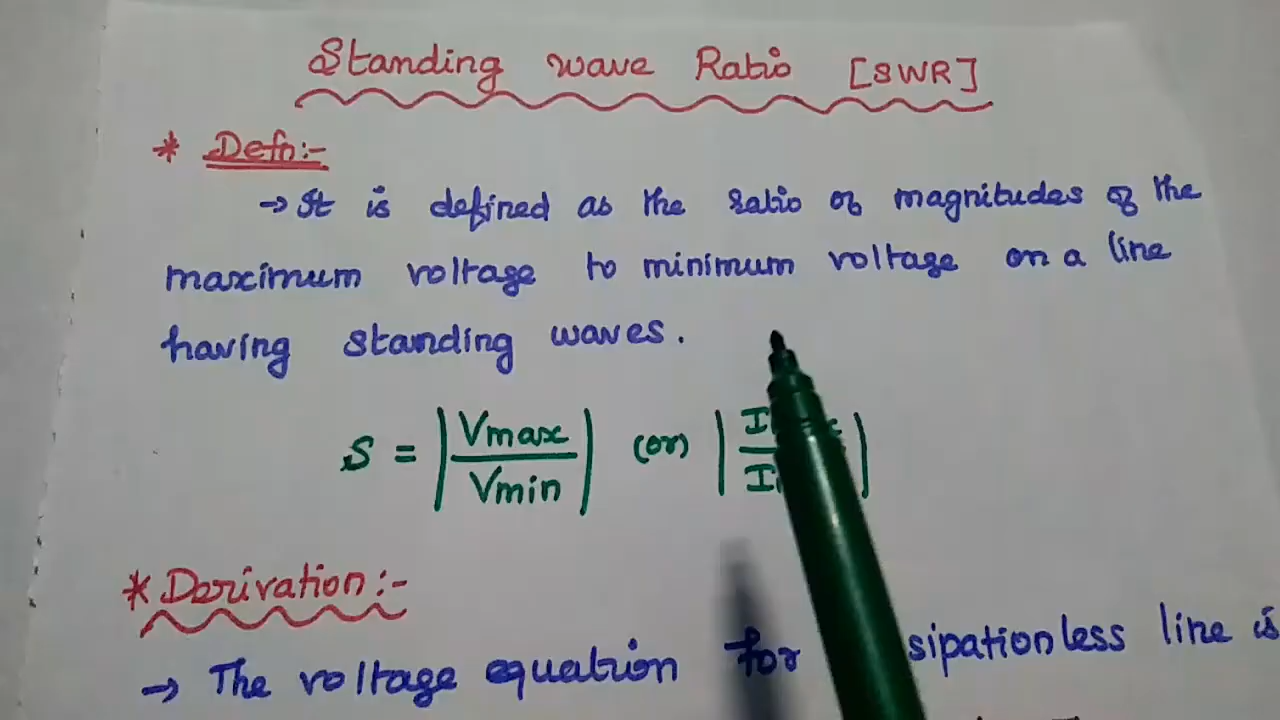 Standing wave Ratio [SWR]
* Defn:-
→ It is defined as the ratio of magnitudes of the
maximum voltage to minimum voltage on a line
having standing waves.
S = |Vmax / Vmin| (or) |I / I|
* Derivation:-
→ The voltage equation for sipationless line is